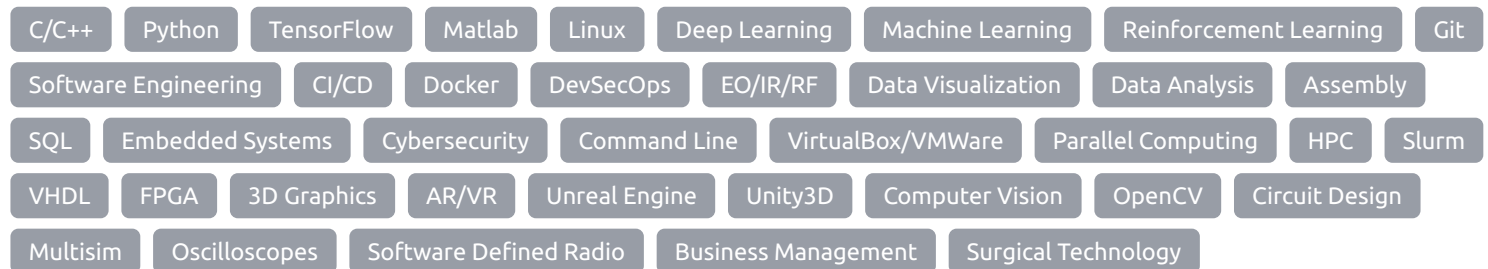 C/C++ Python TensorFlow Matlab Linux Deep Learning Machine Learning Reinforcement Learning Git
Software Engineering CI/CD Docker DevSecOps EO/IR/RF Data Visualization Data Analysis Assembly
SQL Embedded Systems Cybersecurity Command Line VirtualBox/VMWare Parallel Computing HPC Slurm
VHDL FPGA 3D Graphics AR/VR Unreal Engine Unity3D Computer Vision OpenCV Circuit Design
Multisim Oscilloscopes Software Defined Radio Business Management Surgical Technology